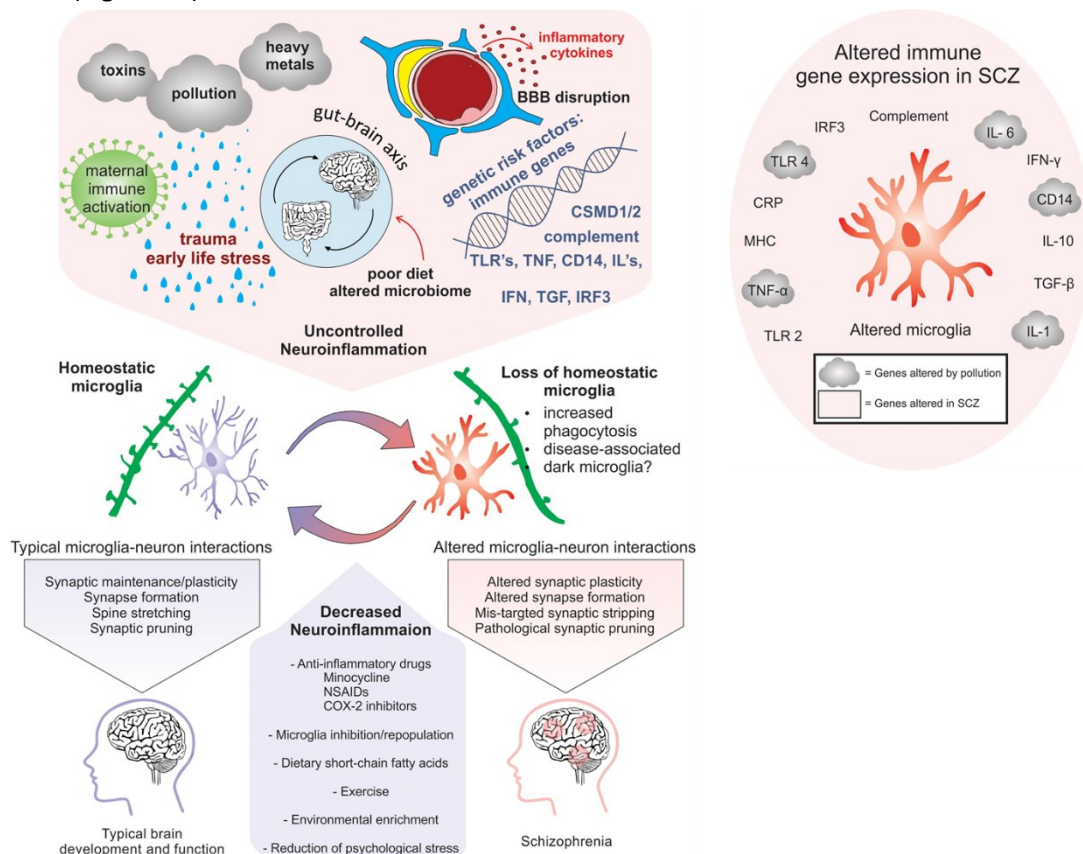 toxins
heavy
metals
pollution
inflammatory
cytokines
BBB disruption
gut-brain axis
maternal
immune
activation
genetic risk factors:
immune genes
trauma
early life stress
CSMD1/2
complement
TLR's, TNF, CD14, IL's,
IFN, TGF, IRF3
poor diet
altered microbiome
Uncontrolled
Neuroinflammation
Homeostatic
microglia
Loss of homeostatic
microglia
• increased
phagocytosis
• disease-associated
• dark microglia?
Typical microglia-neuron interactions
Synaptic maintenance/plasticity
Synapse formation
Spine stretching
Synaptic pruning
Altered microglia-neuron interactions
Altered synaptic plasticity
Altered synapse formation
Mis-targted synaptic stripping
Pathological synaptic pruning
Decreased
Neuroinflammaion
- Anti-inflammatory drugs
Minocycline
NSAIDs
COX-2 inhibitors
- Microglia inhibition/repopulation
- Dietary short-chain fatty acids
- Exercise
- Environmental enrichment
- Reduction of psychological stress
Typical brain
development and function
Schizophrenia
Altered immune
gene expression in SCZ
Complement
IRF3
IL- 6
TLR 4
IFN-γ
CRP
CD14
MHC
IL-10
TNF-α
TGF-β
TLR 2
IL-1
Altered microglia
= Genes altered by pollution
= Genes altered in SCZ